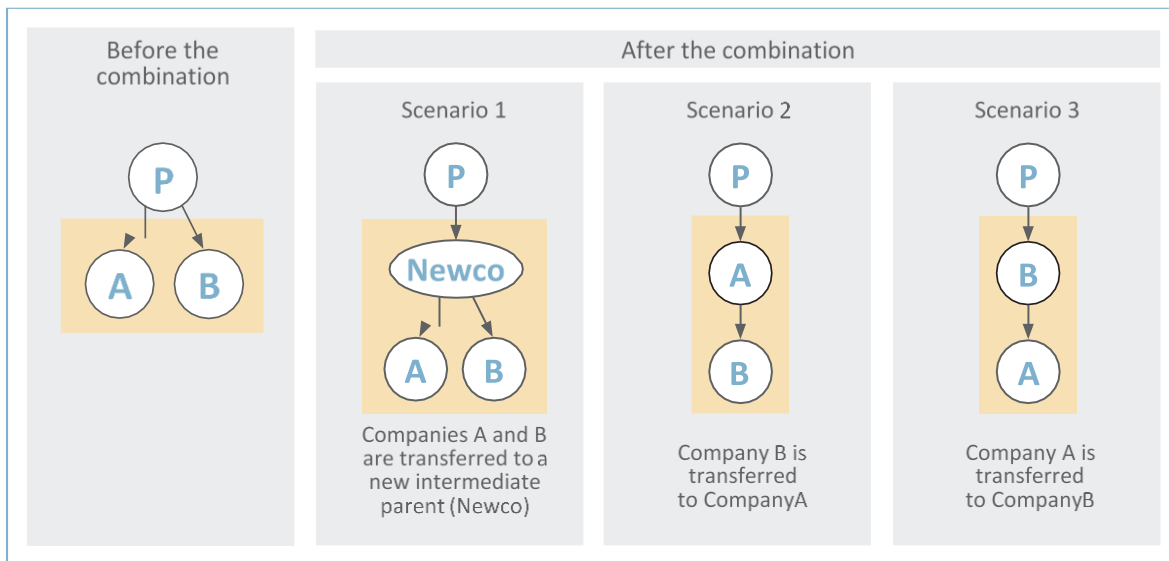 Before the
combination
P
A
B
After the combination
Scenario 1
P
Newco
A
B
Companies A and B
are transferred to a
new intermediate
parent (Newco)
Scenario 2
P
A
B
Company B is
transferred
to CompanyA
Scenario 3
P
B
A
Company A is
transferred
to CompanyB